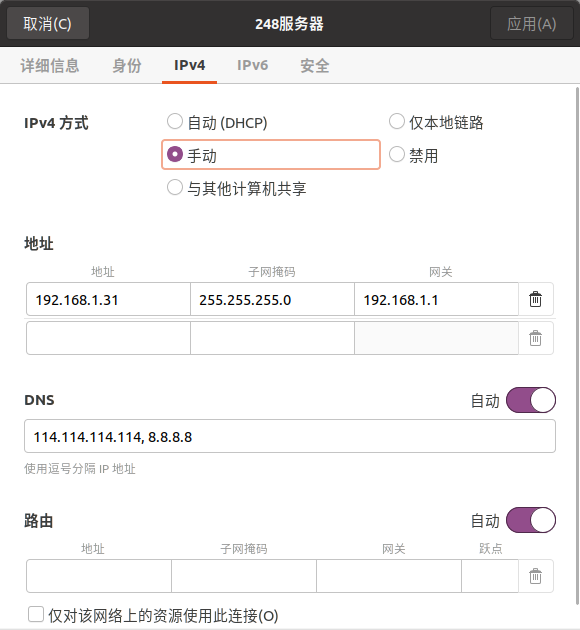 取消(C)
248服务器
应用(A)
详细信息
身份
IPv4
IPv6
安全
IPv4 方式
自动 (DHCP)
仅本地链路
手动
禁用
与其他计算机共享
地址
地址
子网掩码
网关
192.168.1.31
255.255.255.0
192.168.1.1
DNS
自动
114.114.114.114, 8.8.8.8
使用逗号分隔 IP 地址
路由
自动
地址
子网掩码
网关
跃点
仅对该网络上的资源使用此连接(O)